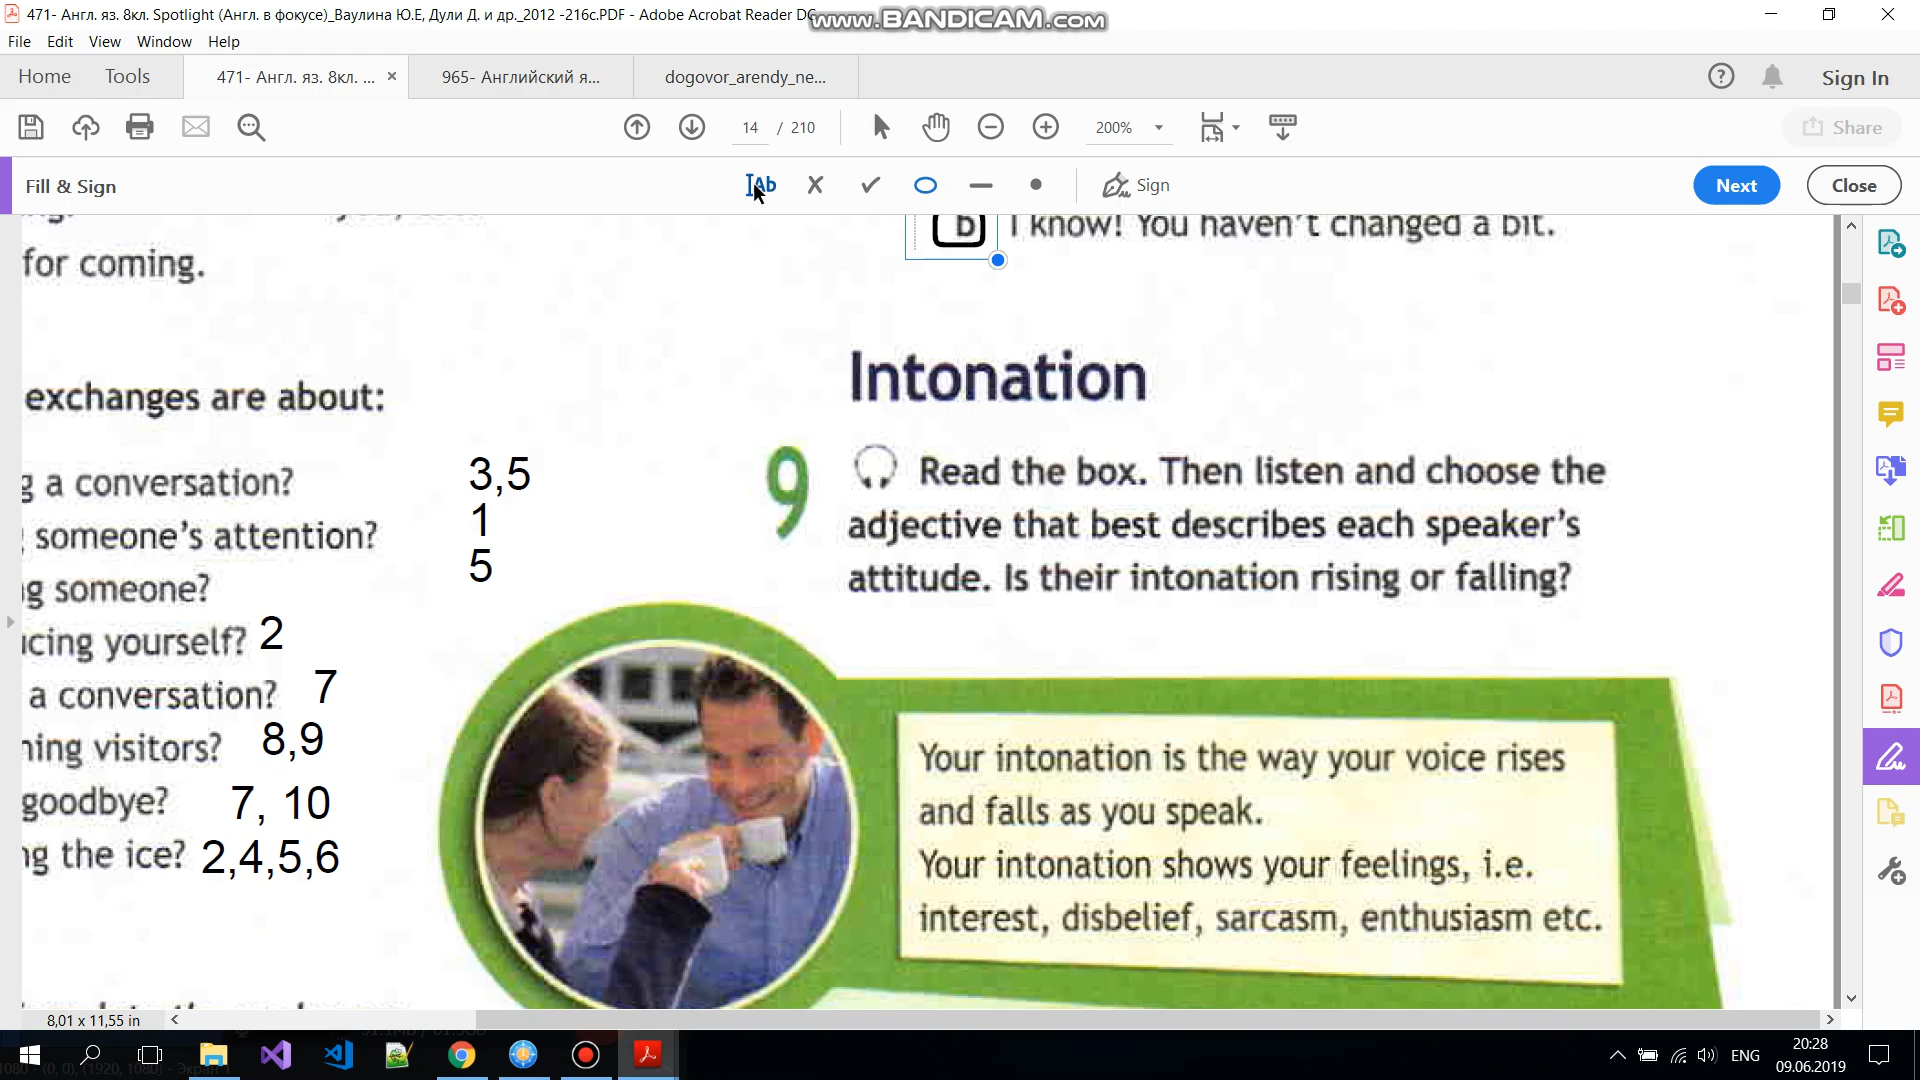 471- Англ. яз. 8кл. Spotlight (Англ. в фокусе)_Ваулина Ю.Е, Дули Д. и др._2012 -216с.PDF - Adobe Acrobat Reader DC
www.BANDICAM.com
File Edit View Window Help
Home Tools 471- Англ. яз. 8кл. ... × 965- Английский я... dogovor_arendy_ne... Sign In
14 / 210 200% Share
Fill & Sign Ab Sign Next Close
for coming.
exchanges are about:
g a conversation? 3,5
someone's attention? 1
ng someone? 5
ucing yourself? 2
a conversation? 7
ning visitors? 8,9
goodbye? 7, 10
ng the ice? 2,4,5,6
b I know! You haven't changed a bit.
Intonation
9 Read the box. Then listen and choose the
adjective that best describes each speaker's
attitude. Is their intonation rising or falling?
Your intonation is the way your voice rises
and falls as you speak.
Your intonation shows your feelings, i.e.
interest, disbelief, sarcasm, enthusiasm etc.
8,01 x 11,55 in
ENG
20:28
09.06.2019